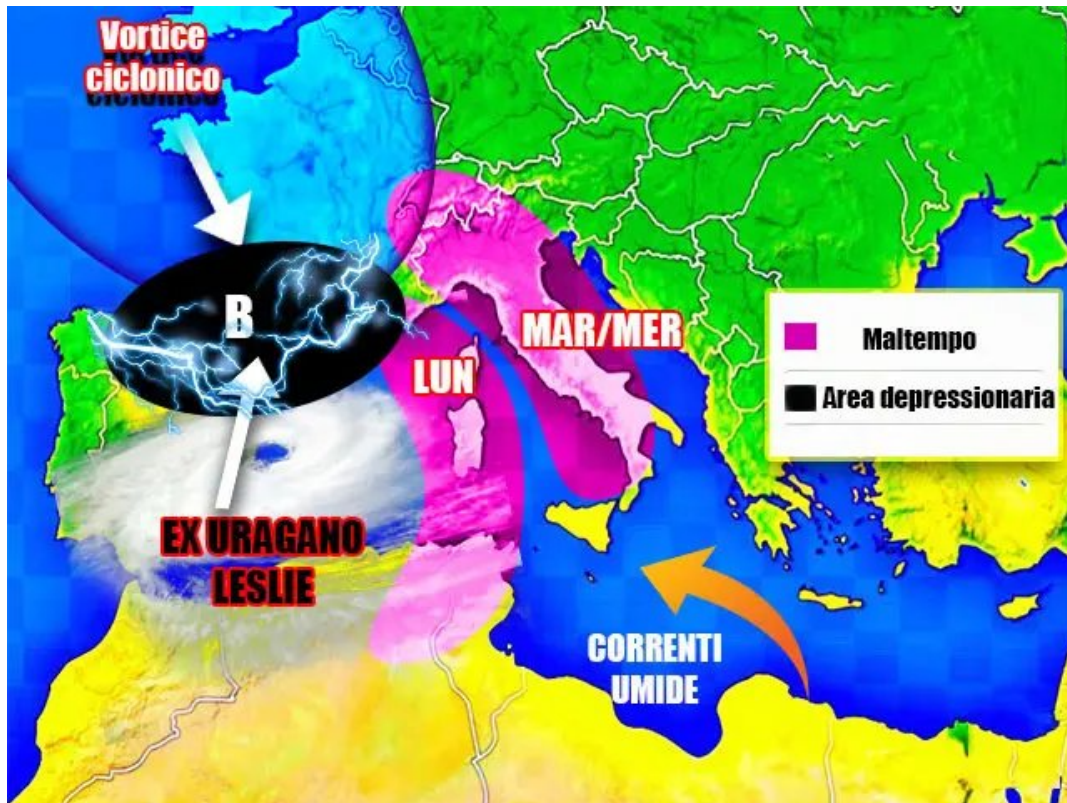 Vortice
ciclonico
B
LUN
MAR/MER
Maltempo
Area depressionaria
EX URAGANO
LESLIE
CORRENTI
UMIDE